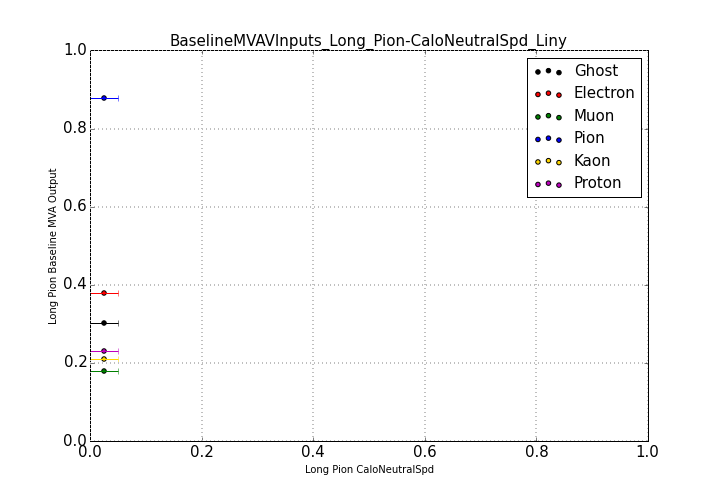 BaselineMVAVInputs_Long_Pion-CaloNeutralSpd_Liny
1.0
0.8
0.6
0.4
0.2
0.0
Long Pion Baseline MVA Output
Ghost
Electron
Muon
Pion
Kaon
Proton
0.0 0.2 0.4 0.6 0.8 1.0
Long Pion CaloNeutralSpd